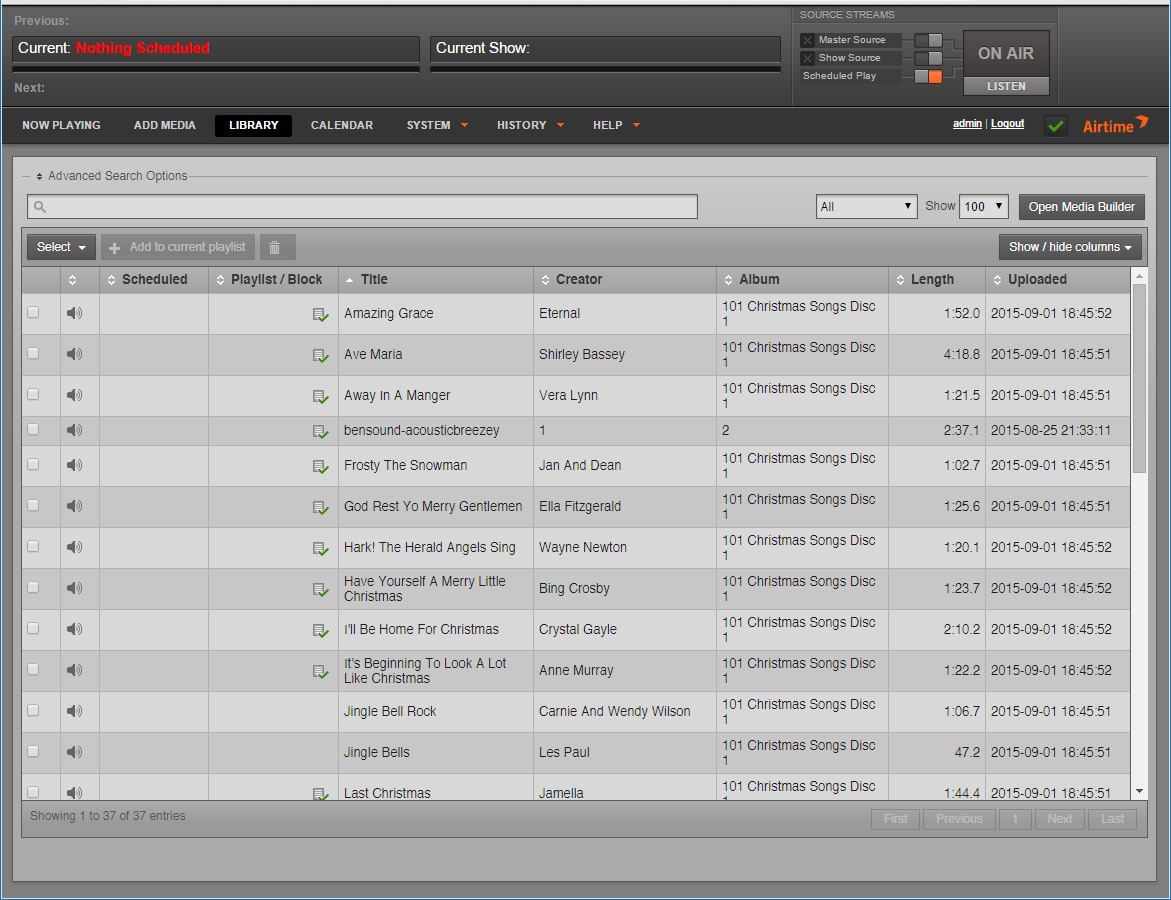 Previous:
Current: Nothing Scheduled
Current Show:
Next:
SOURCE STREAMS
Master Source
Show Source
Scheduled Play
ON AIR
LISTEN
NOW PLAYING ADD MEDIA LIBRARY CALENDAR SYSTEM HISTORY HELP
admin | Logout
Airtime
Advanced Search Options
All Show 100 Open Media Builder
Select Add to current playlist Show / hide columns
Scheduled Playlist / Block Title Creator Album Length Uploaded
Amazing Grace Eternal 101 Christmas Songs Disc 1 1:52.0 2015-09-01 18:45:52
Ave Maria Shirley Bassey 101 Christmas Songs Disc 1 4:18.8 2015-09-01 18:45:51
Away In A Manger Vera Lynn 101 Christmas Songs Disc 1 1:21.5 2015-09-01 18:45:51
bensound-acousticbreezey 1 2 2:37.1 2015-08-25 21:33:11
Frosty The Snowman Jan And Dean 101 Christmas Songs Disc 1 1:02.7 2015-09-01 18:45:51
God Rest Yo Merry Gentlemen Ella Fitzgerald 101 Christmas Songs Disc 1 1:25.6 2015-09-01 18:45:51
Hark! The Herald Angels Sing Wayne Newton 101 Christmas Songs Disc 1 1:20.1 2015-09-01 18:45:52
Have Yourself A Merry Little Christmas Bing Crosby 101 Christmas Songs Disc 1 1:23.7 2015-09-01 18:45:52
I'll Be Home For Christmas Crystal Gayle 101 Christmas Songs Disc 1 2:10.2 2015-09-01 18:45:52
It's Beginning To Look A Lot Like Christmas Anne Murray 101 Christmas Songs Disc 1 1:22.2 2015-09-01 18:45:52
Jingle Bell Rock Carnie And Wendy Wilson 101 Christmas Songs Disc 1 1:06.7 2015-09-01 18:45:51
Jingle Bells Les Paul 101 Christmas Songs Disc 1 47.2 2015-09-01 18:45:51
Last Christmas Jamella 101 Christmas Songs Disc 1 1:44.4 2015-09-01 18:45:51
Showing 1 to 37 of 37 entries
First Previous 1 Next Last